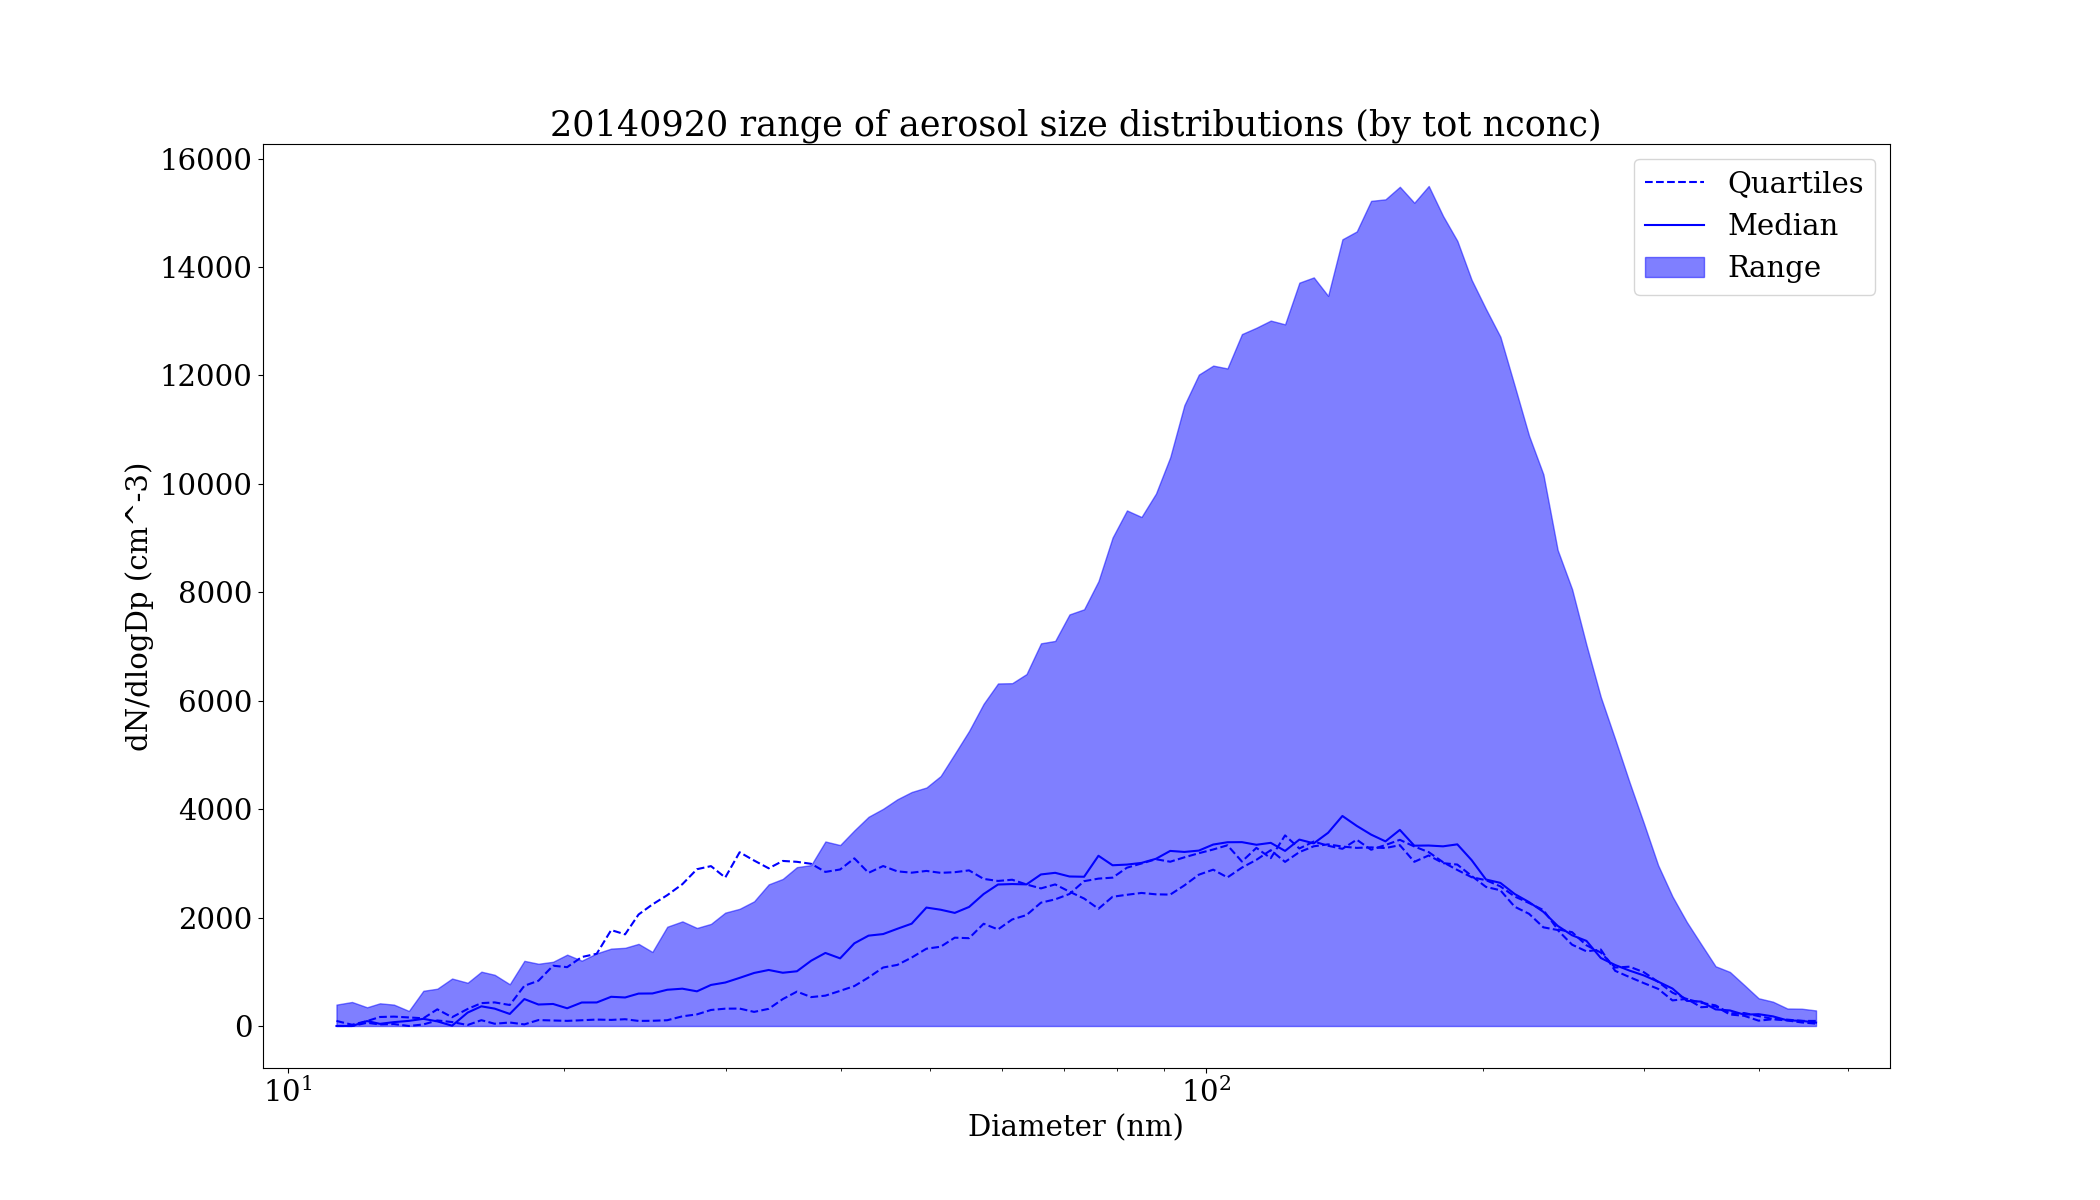 20140920 range of aerosol size distributions (by tot nconc)
Quartiles
Median
Range
16000
14000
12000
10000
8000
6000
4000
2000
0
dN/dlogDp (cm^-3)
10¹
10²
Diameter (nm)